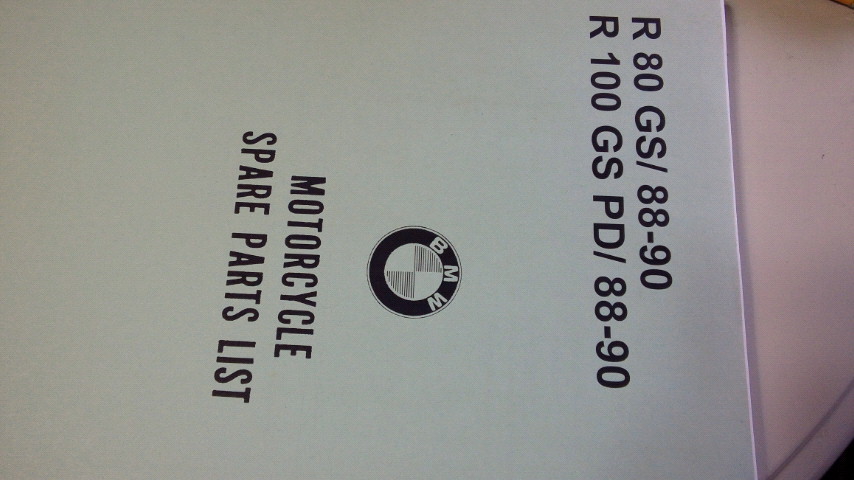 R 80 GS/ 88-90
R 100 GS PD/ 88-90
BMW
MOTORCYCLE
SPARE PARTS LIST